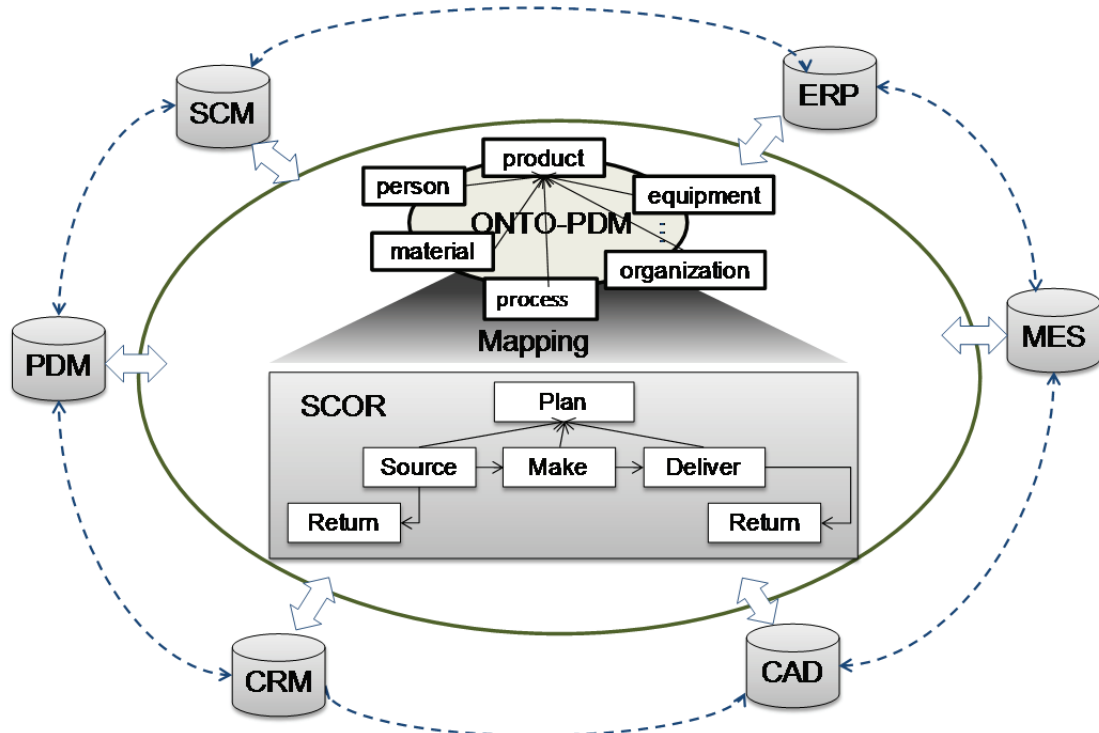 SCM
ERP
product
person
equipment
ONTO-PDM
material
organization
process
Mapping
PDM
MES
SCOR
Plan
Source
Make
Deliver
Return
Return
CRM
CAD